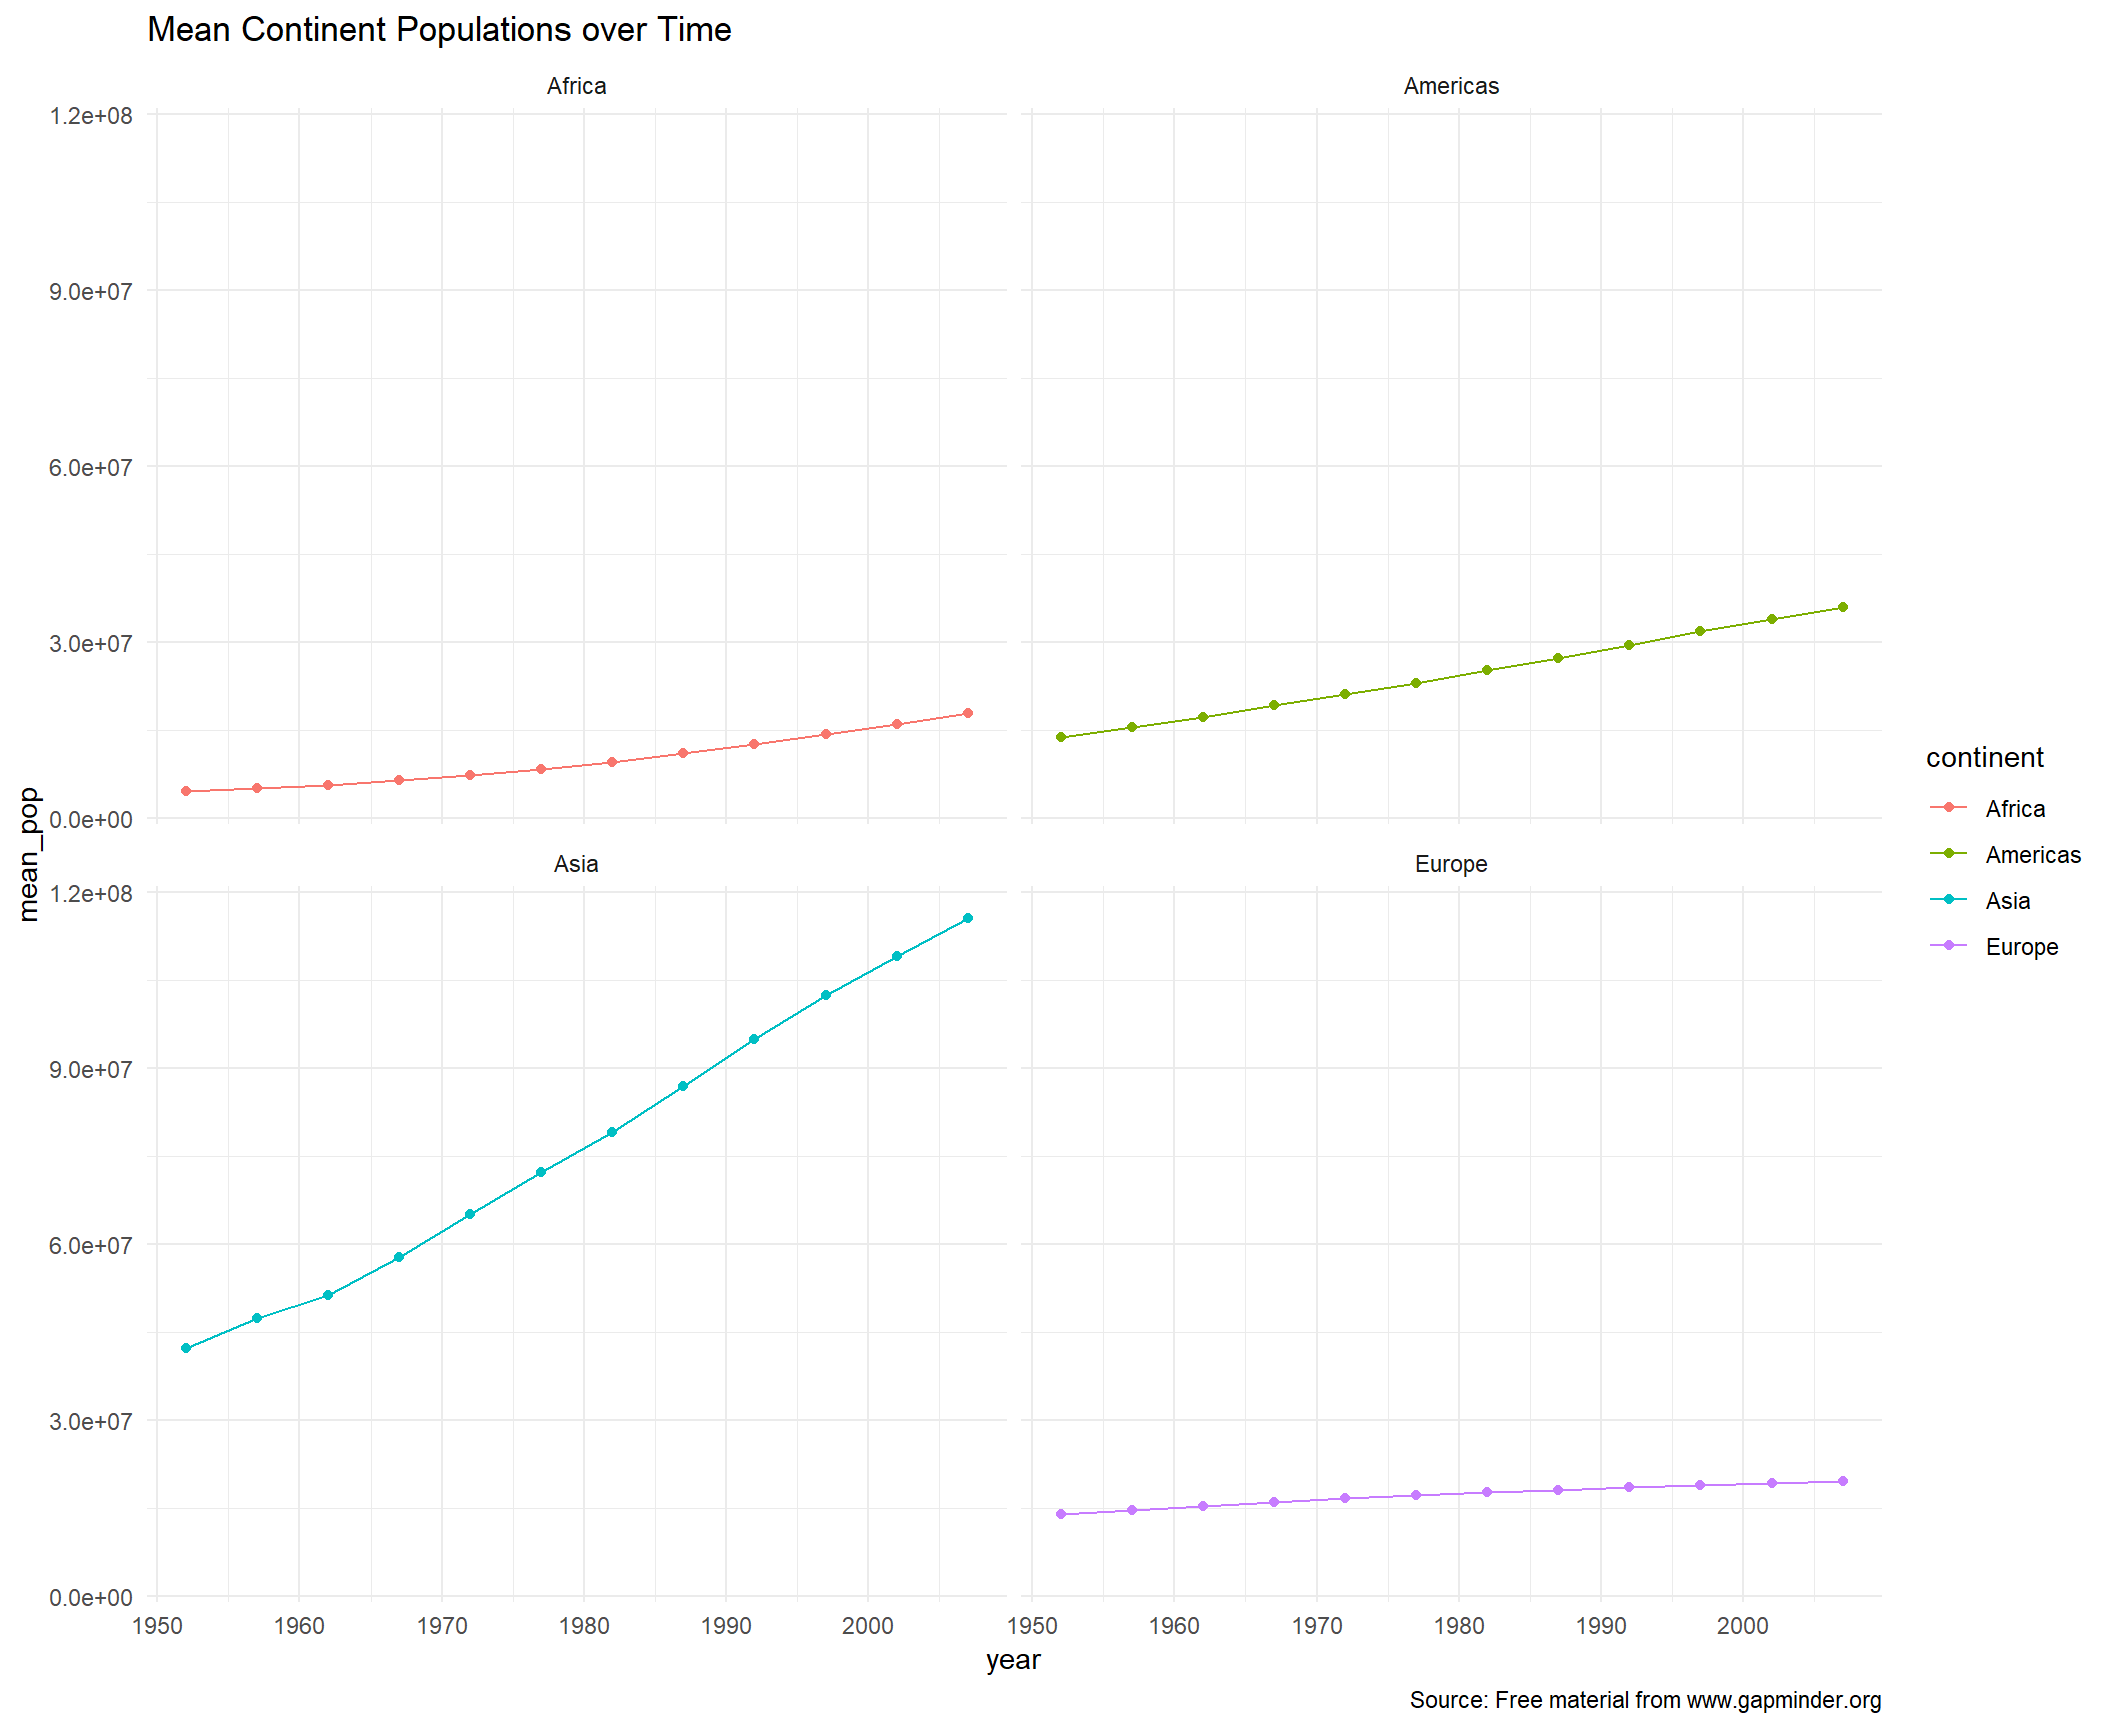 Mean Continent Populations over Time
Africa
Americas
1.2e+08
9.0e+07
6.0e+07
3.0e+07
0.0e+00
Asia
Europe
1.2e+08
9.0e+07
6.0e+07
3.0e+07
0.0e+00
mean_pop
1950 1960 1970 1980 1990 2000
1950 1960 1970 1980 1990 2000
year
continent
Africa
Americas
Asia
Europe
Source: Free material from www.gapminder.org